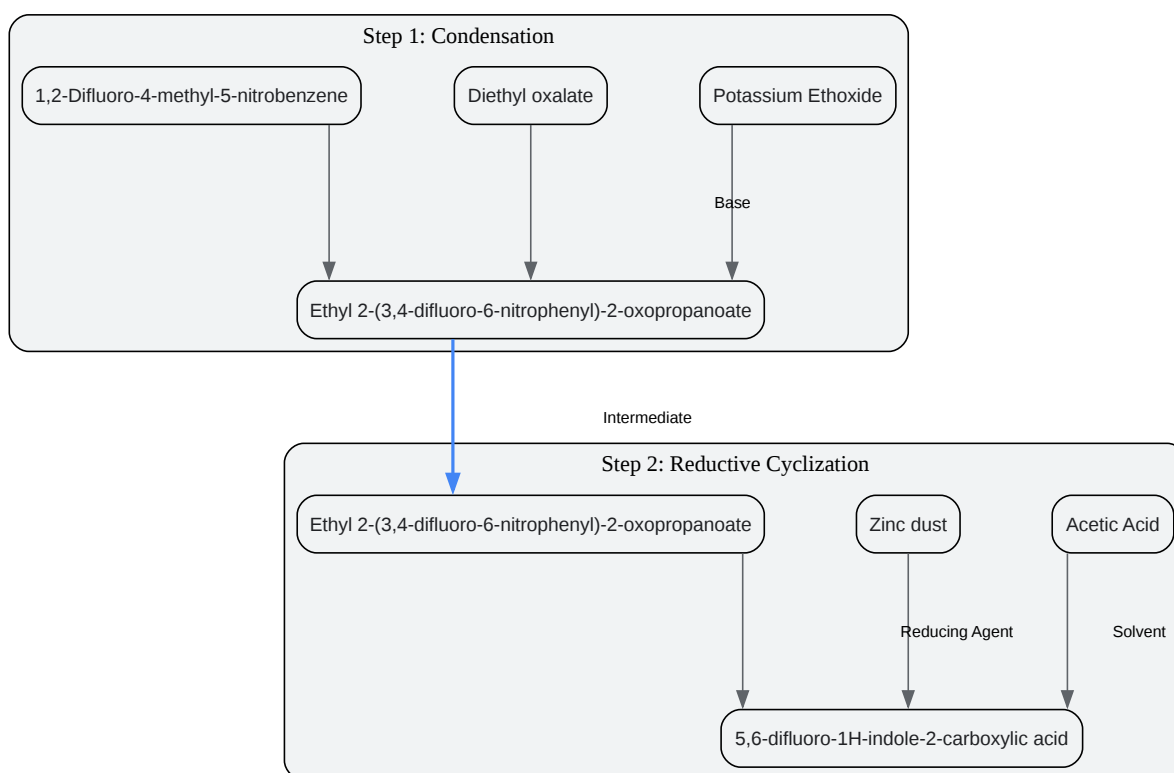 Step 1: Condensation
1,2-Difluoro-4-methyl-5-nitrobenzene
Diethyl oxalate
Potassium Ethoxide
Base
Ethyl 2-(3,4-difluoro-6-nitrophenyl)-2-oxopropanoate
Intermediate
Step 2: Reductive Cyclization
Ethyl 2-(3,4-difluoro-6-nitrophenyl)-2-oxopropanoate
Zinc dust
Acetic Acid
Reducing Agent
Solvent
5,6-difluoro-1H-indole-2-carboxylic acid